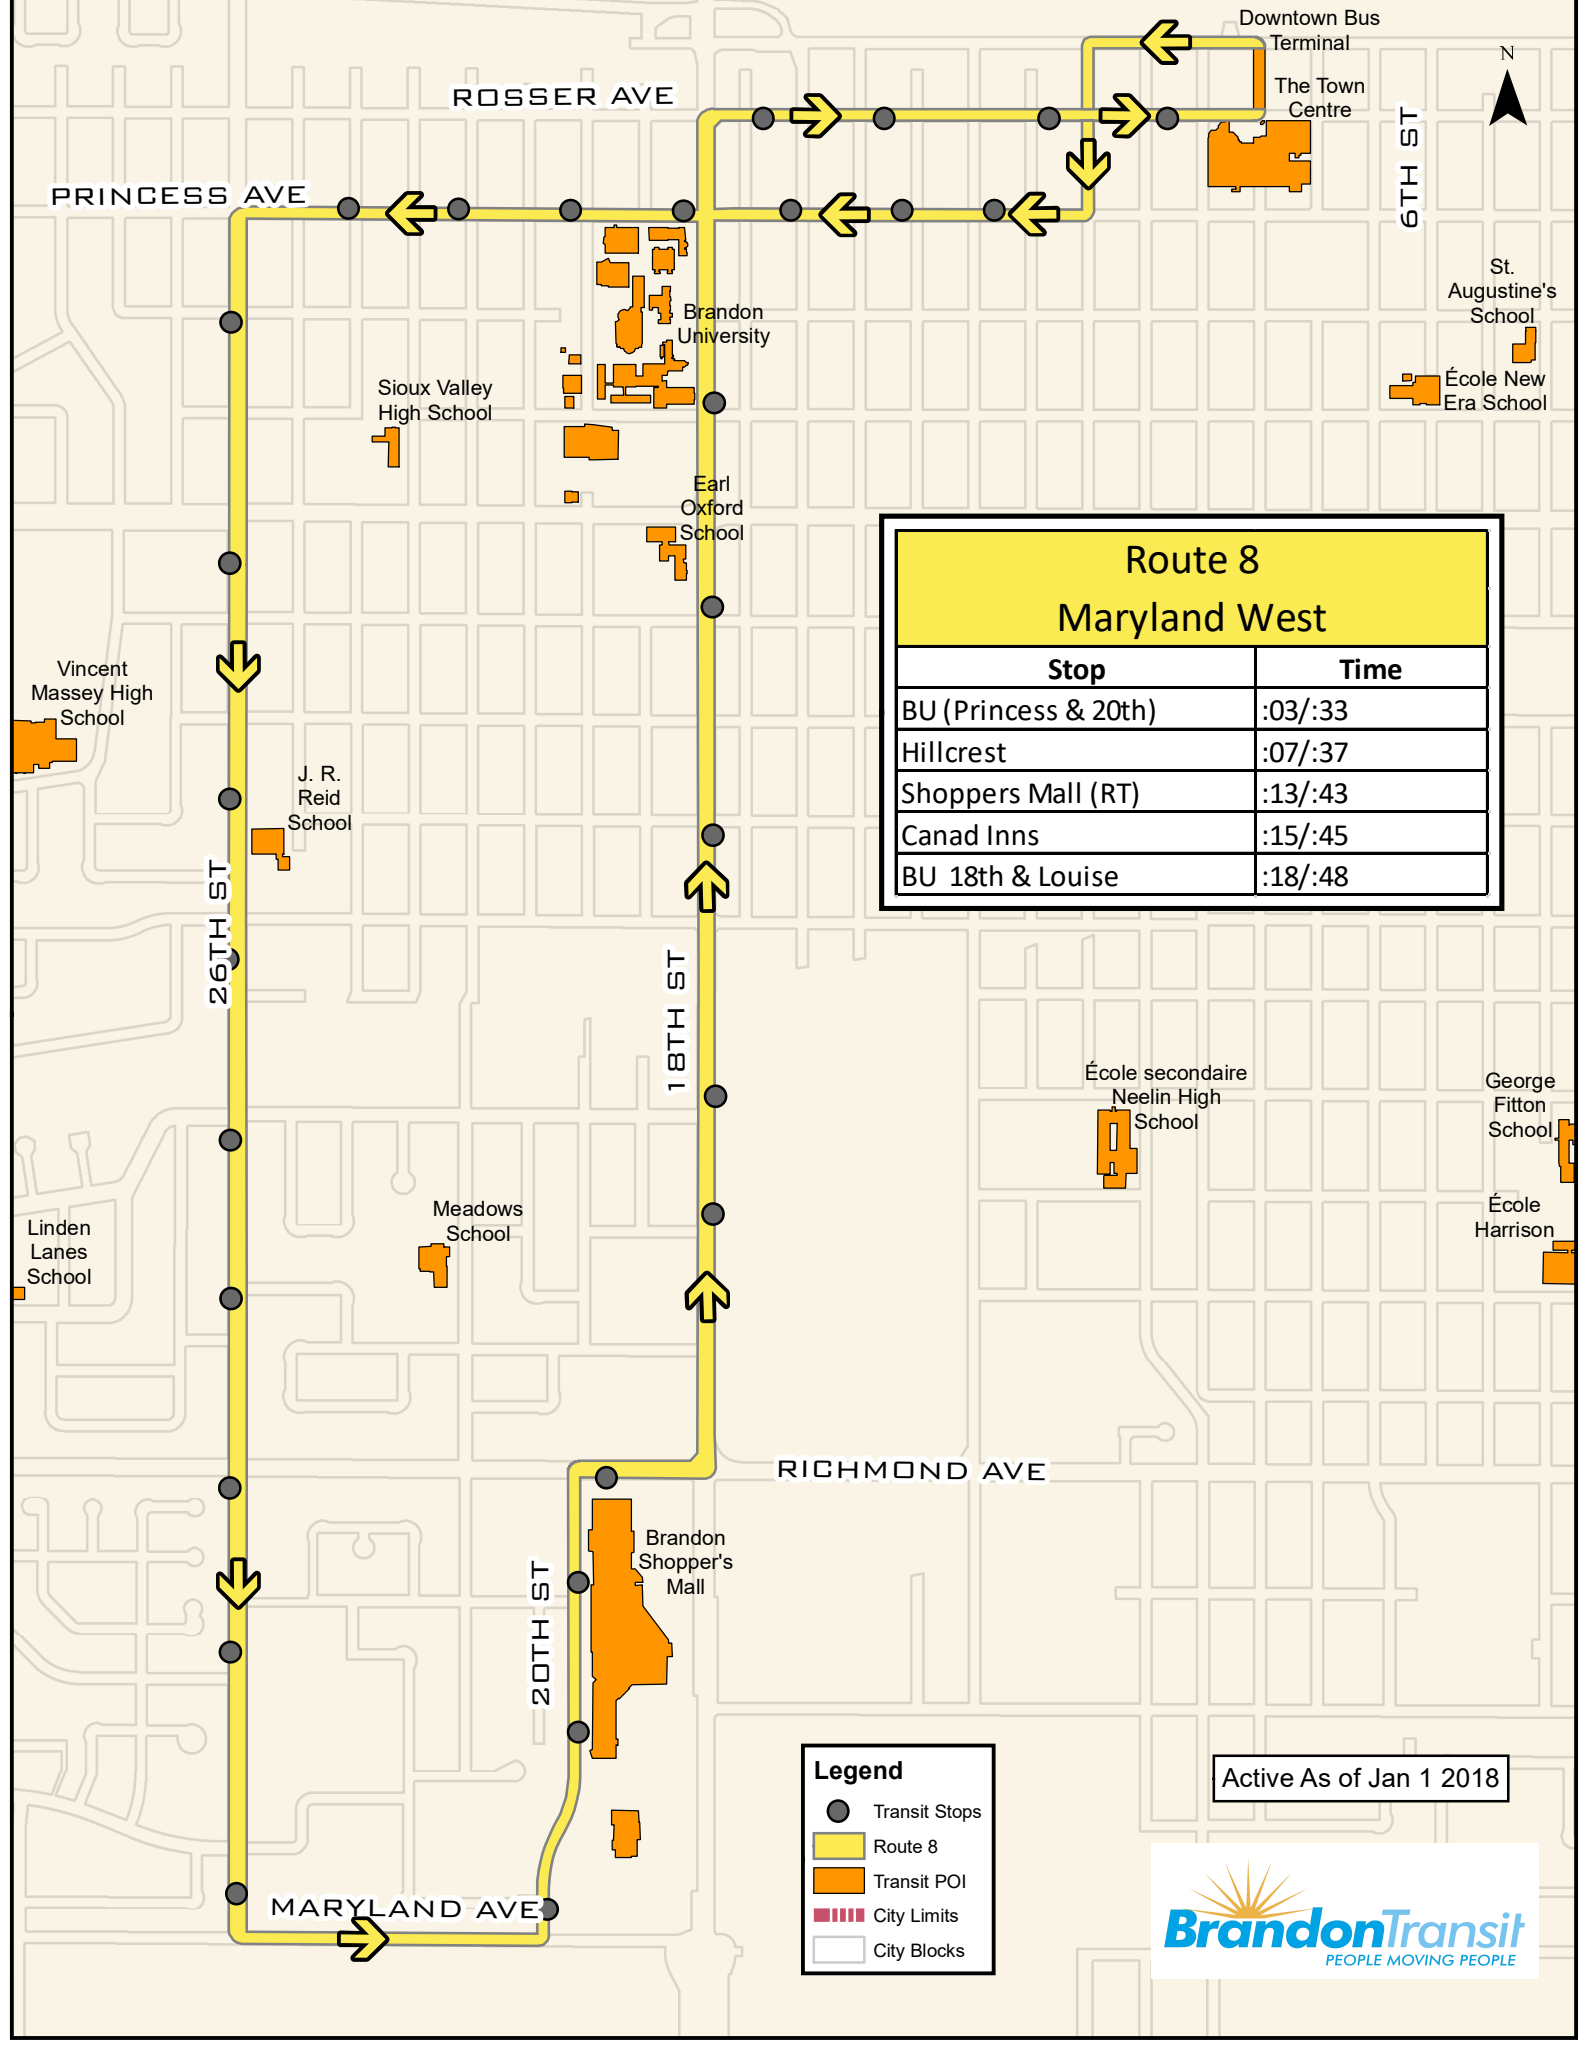 Downtown Bus
Terminal
N
ROSSER AVE
The Town
Centre
6TH ST
PRINCESS AVE
St.
Augustine's
School
Brandon
University
Sioux Valley
High School
École New
Era School
Earl
Oxford
School
Route 8
Maryland West
Stop Time
BU (Princess & 20th) :03/:33
Hillcrest :07/:37
Shoppers Mall (RT) :13/:43
Canad Inns :15/:45
BU 18th & Louise :18/:48
Vincent
Massey High
School
J. R.
Reid
School
26TH ST
18TH ST
École secondaire
Neelin High
School
George
Fitton
School
Meadows
School
École
Harrison
Linden
Lanes
School
RICHMOND AVE
Brandon
Shopper's
Mall
20TH ST
Legend
Transit Stops
Route 8
Transit POI
City Limits
City Blocks
Active As of Jan 1 2018
MARYLAND AVE
BrandonTransit
PEOPLE MOVING PEOPLE